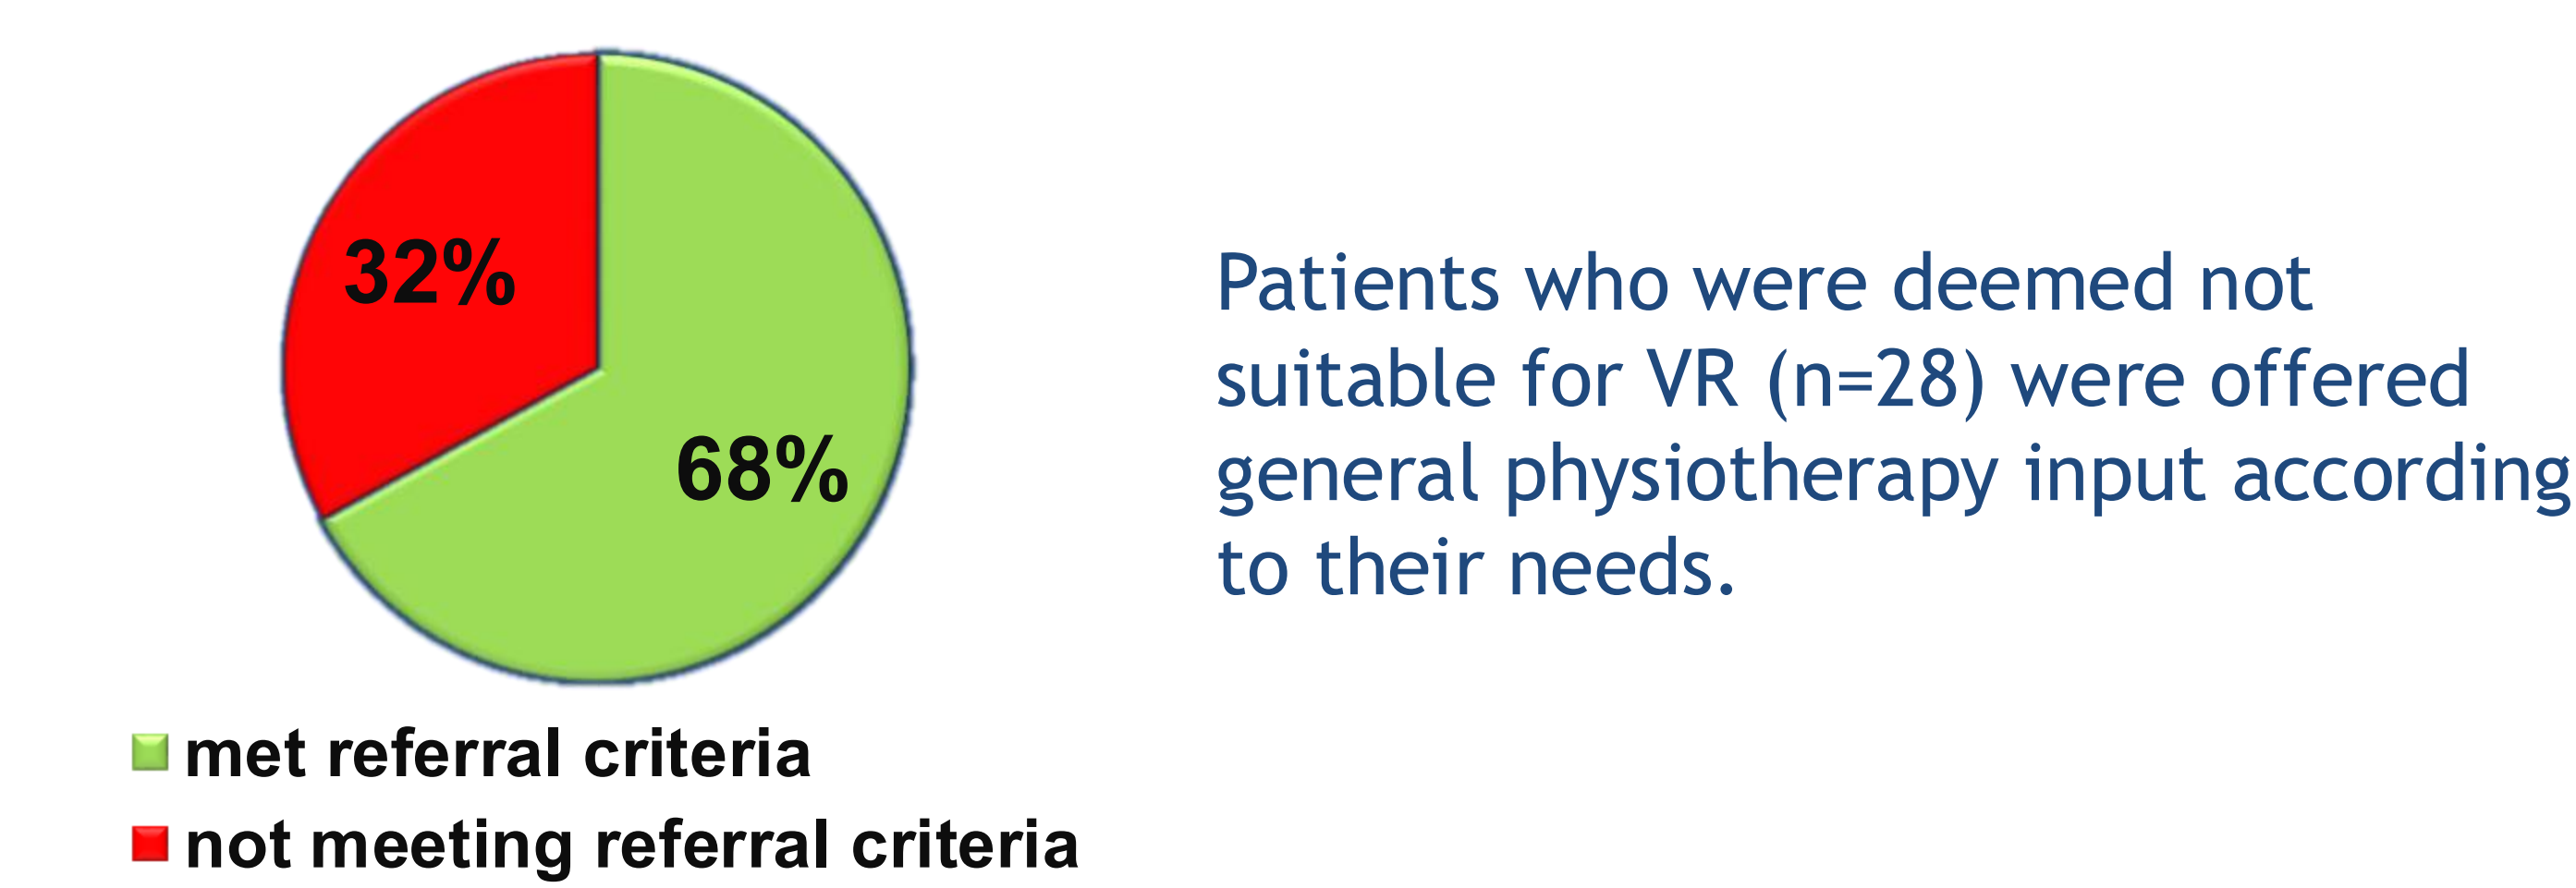 32%
68%
met referral criteria
not meeting referral criteria
Patients who were deemed not
suitable for VR (n=28) were offered
general physiotherapy input according
to their needs.